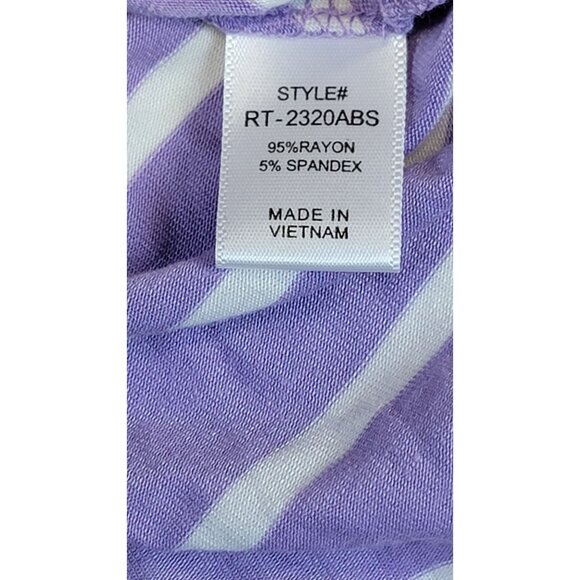 STYLE#
RT-2320ABS
95%RAYON
5% SPANDEX
MADE IN
VIETNAM